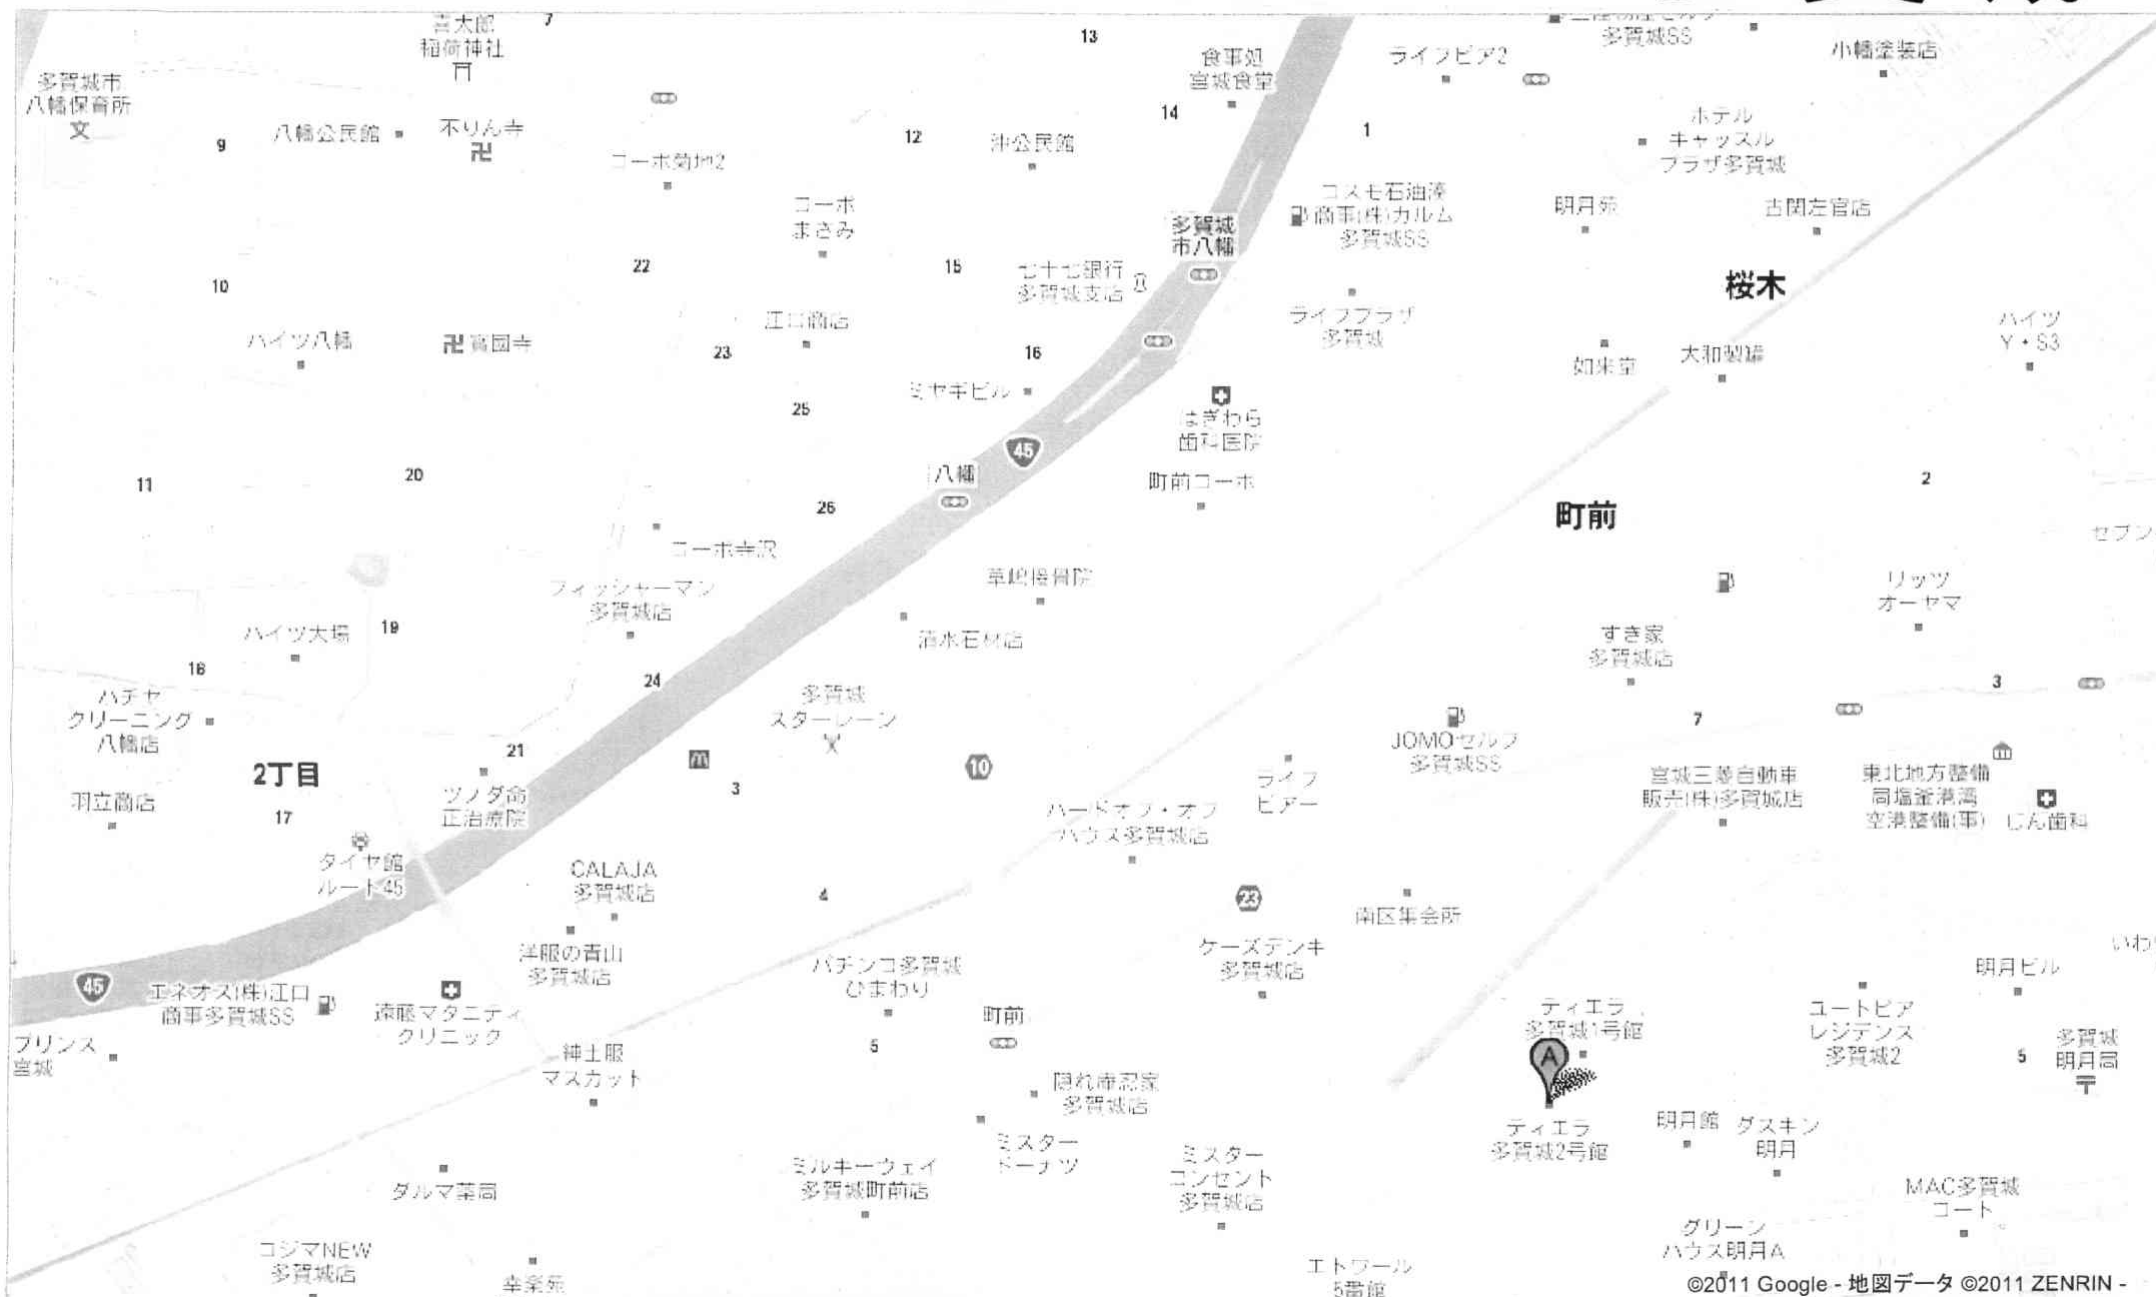 喜太郎
稲荷神社
7
13
食事処
宮城食堂
ライフピア2
多賀城SS
小幡塗装店
多賀城市
八幡保育所
文
9
八幡公民館
不りん寺
卍
コーポ菊地2
12
沖公民館
14
1
ホテル
キャッスル
プラザ多賀城
コーポ
まさみ
多賀城
市八幡
コスモ石油湊
商事(株)カルム
多賀城SS
明月苑
古関左官店
10
22
15
七十七銀行
多賀城支店
桜木
ハイツ八幡
卍富國寺
江口商店
23
16
ライフプラザ
多賀城
如来堂
大和製罐
ハイツ
Y・S3
ミヤギビル
25
はぎわら
歯科医院
45
11
20
八幡
26
町前コーポ
町前
2
コーポ寺沢
セブン
フィッシャーマン
多賀城店
清水石材店
リッツ
オーヤマ
すき家
多賀城店
ハイツ大場
19
18
24
ハチヤ
クリーニング
八幡店
多賀城
スターレーン
3
7
JOMOセルフ
多賀城SS
2丁目
21
10
3
ライフ
ピアー
宮城三菱自動車
販売(株)多賀城店
東北地方整備
局塩釜港湾
空港整備(事)
じん歯科
羽立商店
17
ツノダ命
正治療院
ハードオフ・オフ
ハウス多賀城店
タイヤ館
ルート45
CALAJA
多賀城店
4
23
南区集会所
洋服の青山
多賀城店
パチンコ多賀城
ひまわり
ケーズデンキ
多賀城店
いわ
明月ビル
45
エネオス(株)江口
商事多賀城SS
遠藤マタニティ
クリニック
町前
ティエラ
多賀城1号館
ユートピア
レジデンス
多賀城2
プリンス
宮城
紳士服
マスカット
5
A
5
多賀城
明月局
〒
隠れ庵忍家
多賀城店
ティエラ
多賀城2号館
明月館
ダスキン
明月
ミスター
ドーナツ
ダルマ薬局
ミルキーウェイ
多賀城町前店
ミスター
コンセント
多賀城店
MAC多賀城
コート
コジマNEW
多賀城店
幸楽苑
エトワール
5番館
グリーン
ハウス明月A
©2011 Google - 地図データ ©2011 ZENRIN -